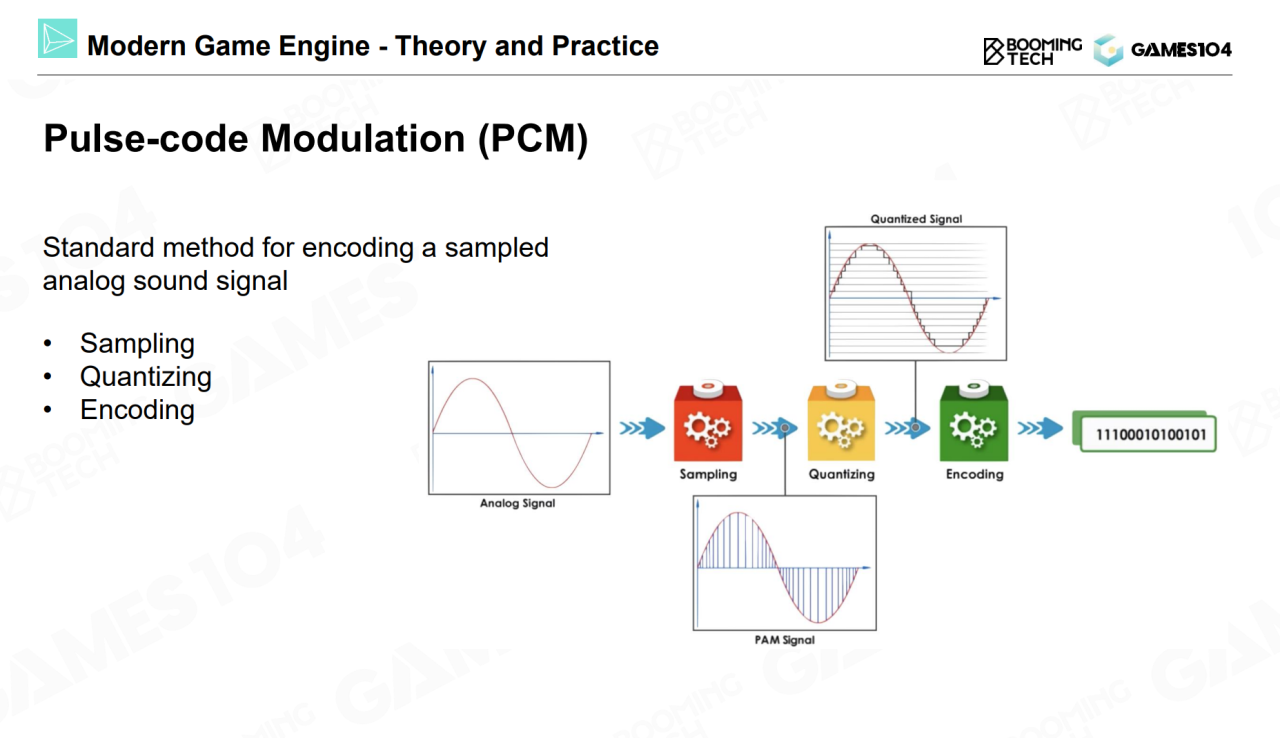 Modern Game Engine - Theory and Practice
BOOMING
TECH
GAMES104
Pulse-code Modulation (PCM)
Standard method for encoding a sampled
analog sound signal
• Sampling
• Quantizing
• Encoding
Quantized Signal
Analog Signal
Sampling
Quantizing
Encoding
11100010100101
PAM Signal